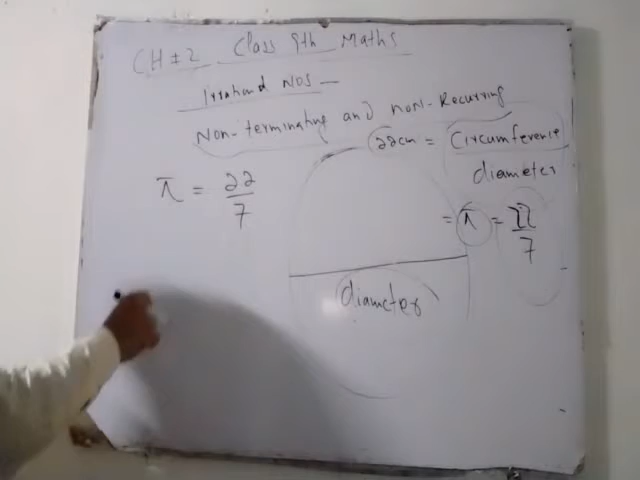 CH # 2 Class 9th Maths
Irrational NOS —
Non-terminating and non-Recurring
22cm = Circumference
diameter
π = 22/7
= π = 22/7
diameter